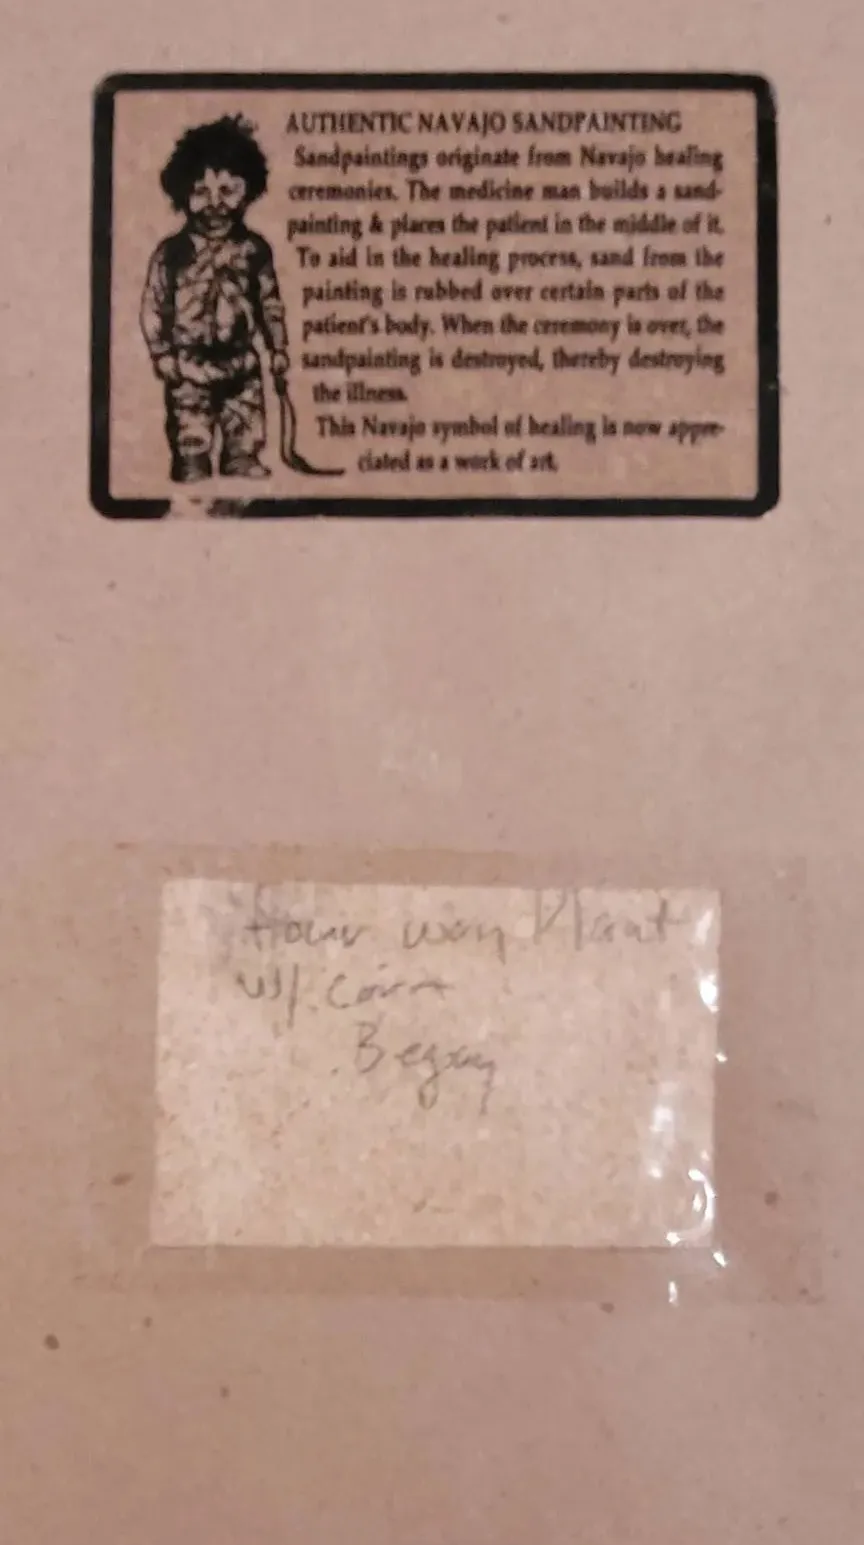 AUTHENTIC NAVAJO SANDPAINTING
Sandpaintings originate from Navajo healing
ceremonies. The medicine man builds a sand-
painting & places the patient in the middle of it.
To aid in the healing process, sand from the
painting is rubbed over certain parts of the
patient's body. When the ceremony is over, the
sandpainting is destroyed, thereby destroying
the illness.
This Navajo symbol of healing is now appre-
ciated as a work of art.
way Plant
w/. Corn
Begay